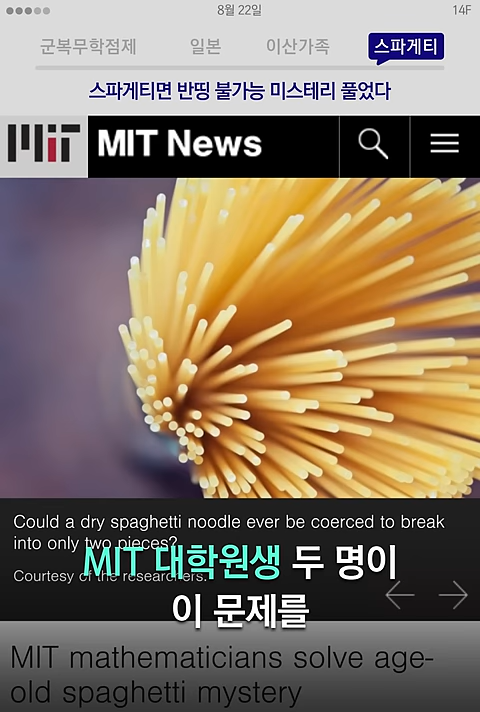 8월 22일
14F
군복무학점제 일본 이산가족 스파게티
스파게티면 반띵 불가능 미스테리 풀었다
MIT MIT News
Could a dry spaghetti noodle ever be coerced to break
into only two pieces?
Courtesy of the researchers.
MIT 대학원생 두 명이
이 문제를
MIT mathematicians solve age-
old spaghetti mystery